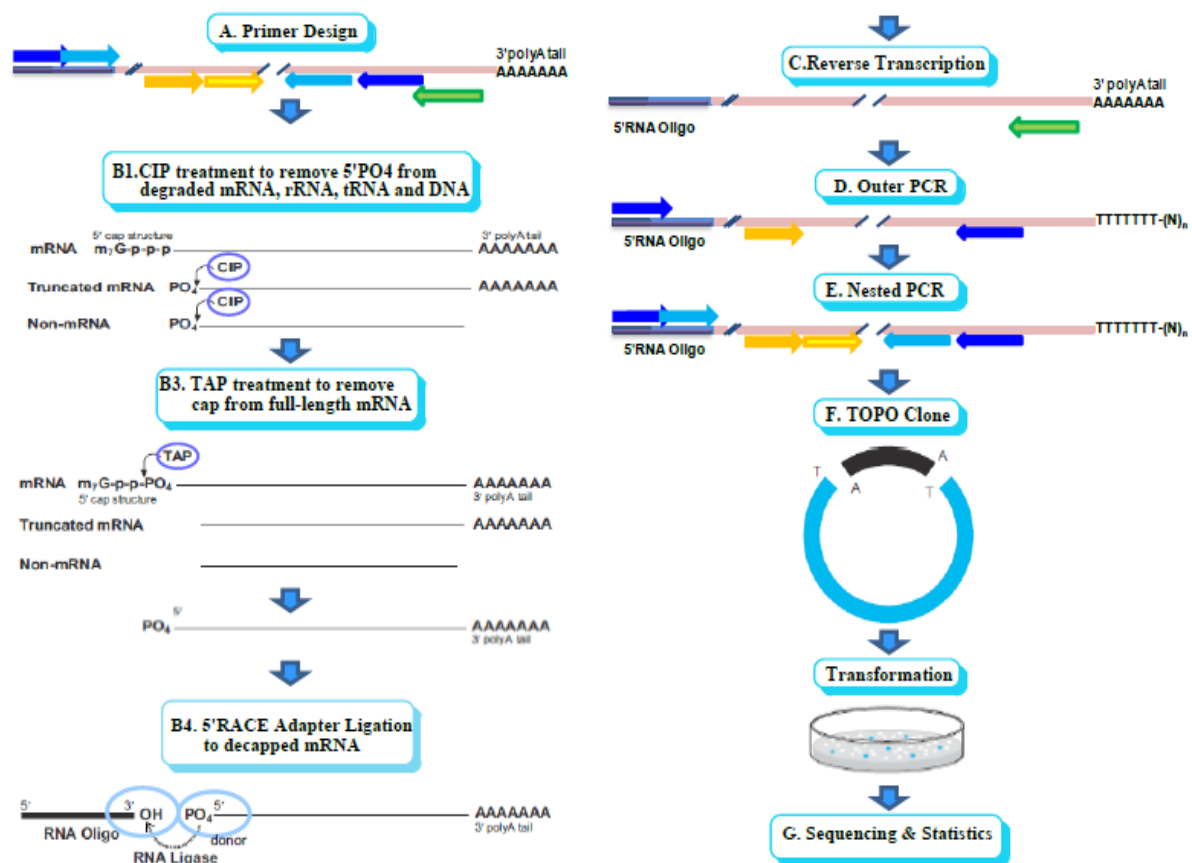 A. Primer Design
3'polyA tail
AAAAAAA
B1.CIP treatment to remove 5'PO4 from
degraded mRNA, rRNA, tRNA and DNA
5' cap structure
3' polyA tail
mRNA m7G-p-p-p
AAAAAAA
CIP
Truncated mRNA PO4
AAAAAAA
CIP
Non-mRNA PO4
B3. TAP treatment to remove
cap from full-length mRNA
TAP
mRNA m7G-p-p-PO4
AAAAAAA
5' cap structure
3' polyA tail
Truncated mRNA
AAAAAAA
Non-mRNA
5'
PO4
AAAAAAA
3' polyA tail
B4. 5'RACE Adapter Ligation
to decapped mRNA
5'
3' OH PO4 5'
AAAAAAA
RNA Oligo
donor
3' polyA tail
RNA Ligase
C.Reverse Transcription
3' polyA tail
AAAAAAA
5'RNA Oligo
D. Outer PCR
TTTTTTT-(N)n
5'RNA Oligo
E. Nested PCR
TTTTTTT-(N)n
5'RNA Oligo
F. TOPO Clone
T A
A T
Transformation
G. Sequencing & Statistics